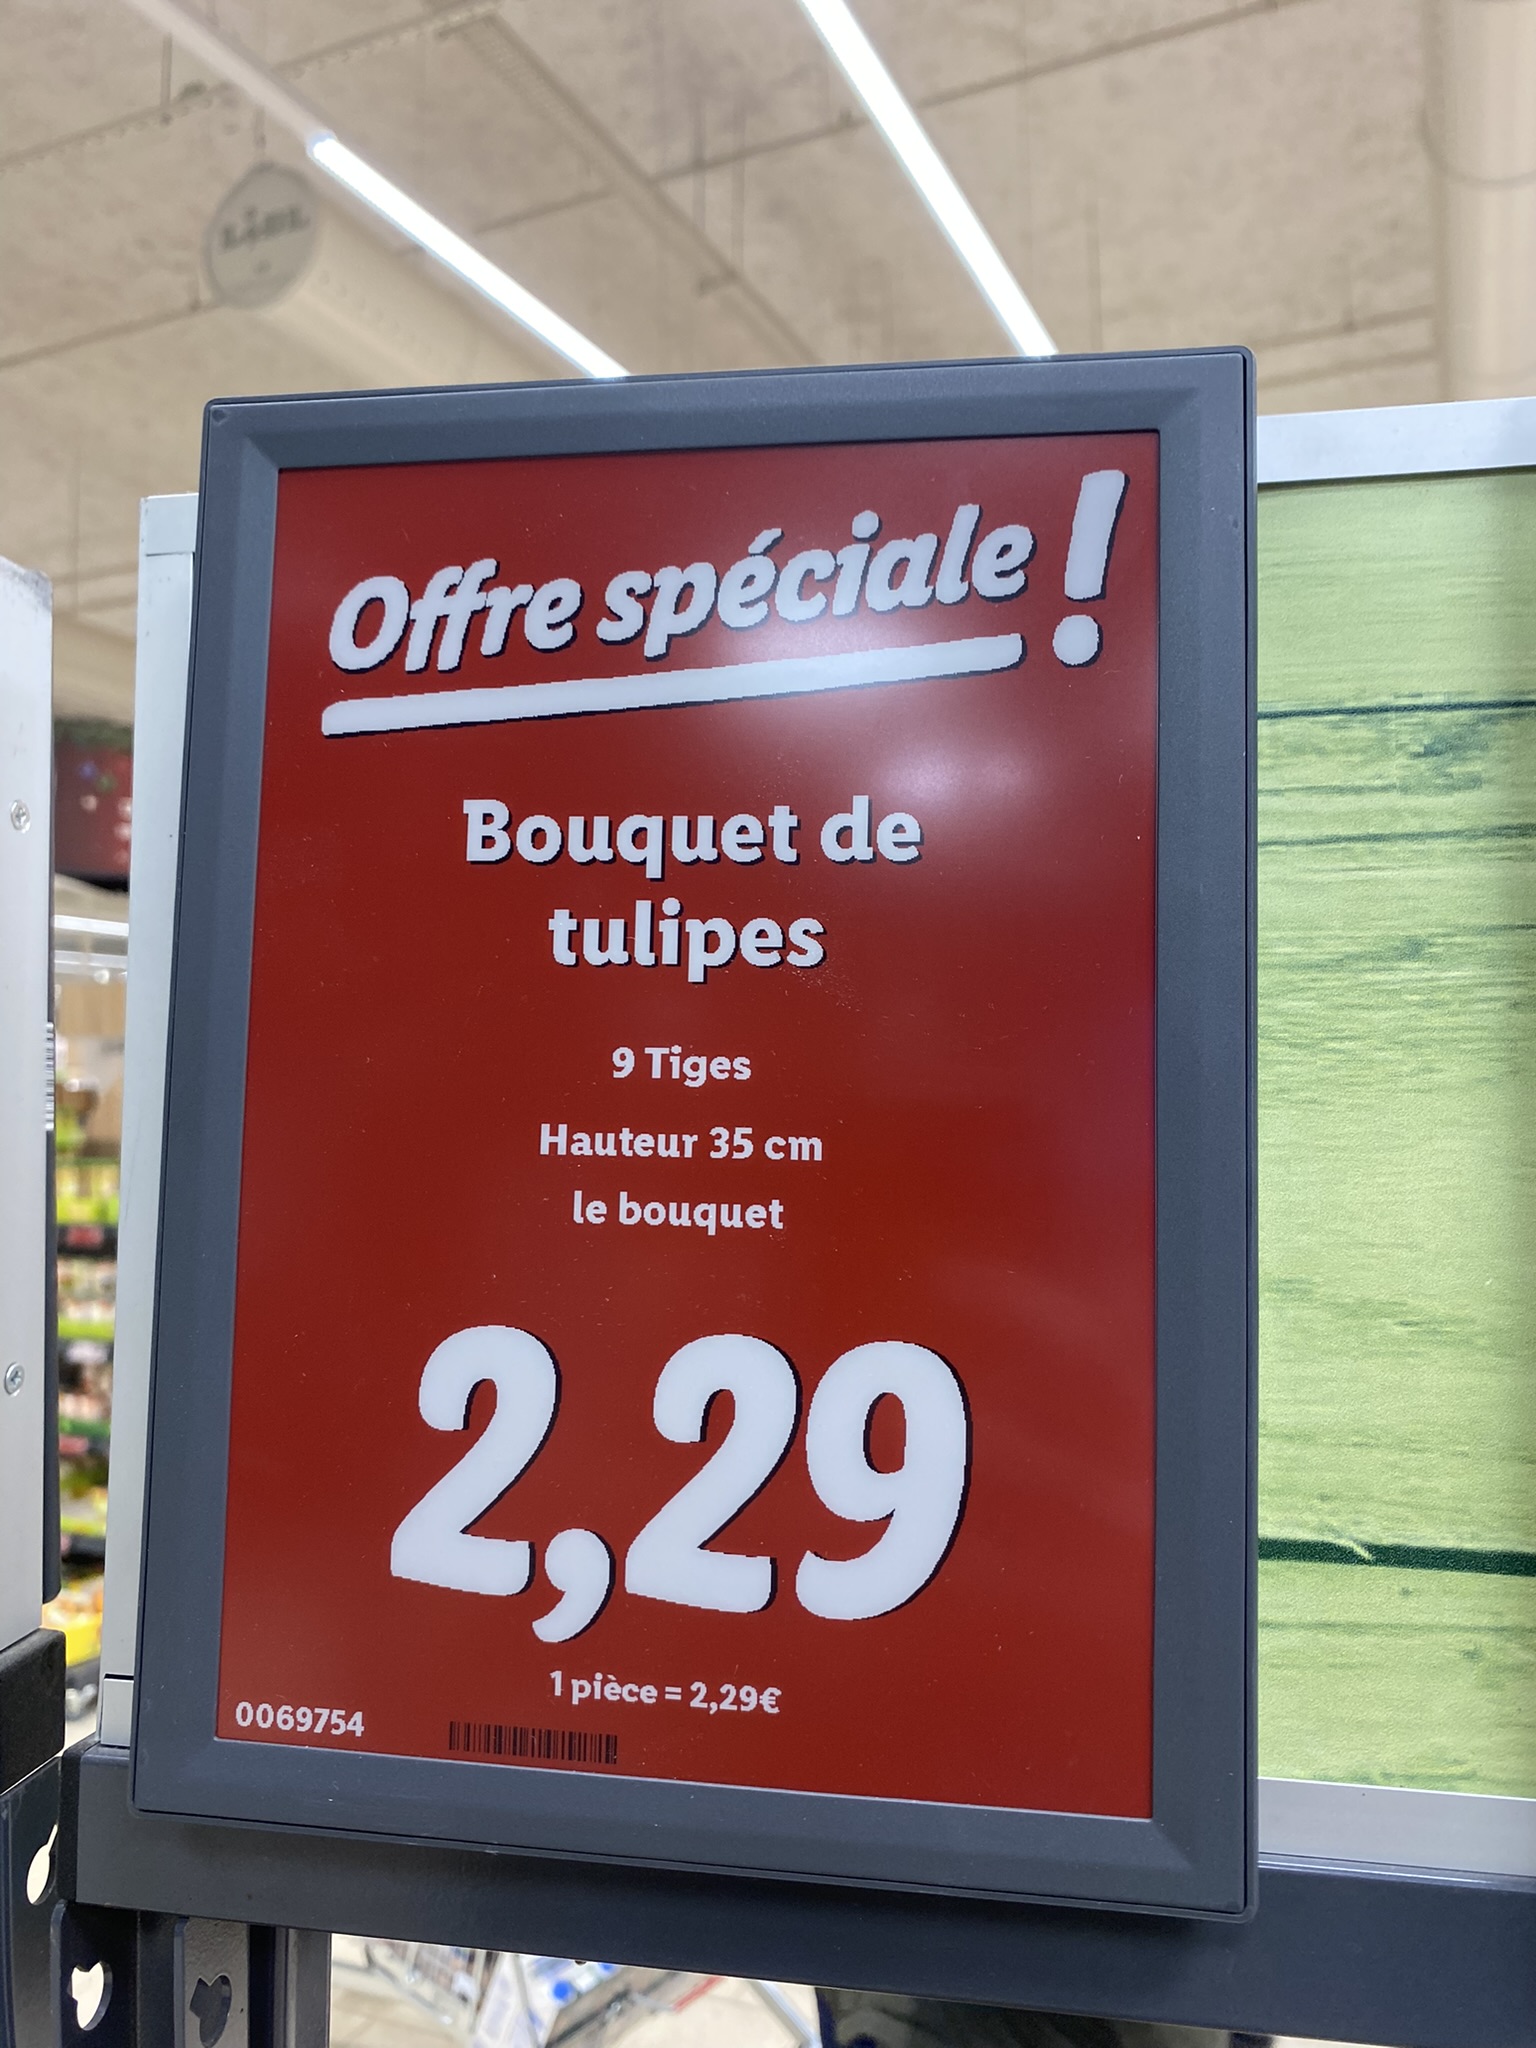 Offre spéciale !
Bouquet de
tulipes
9 Tiges
Hauteur 35 cm
le bouquet
2,29
1 pièce = 2,29€
0069754